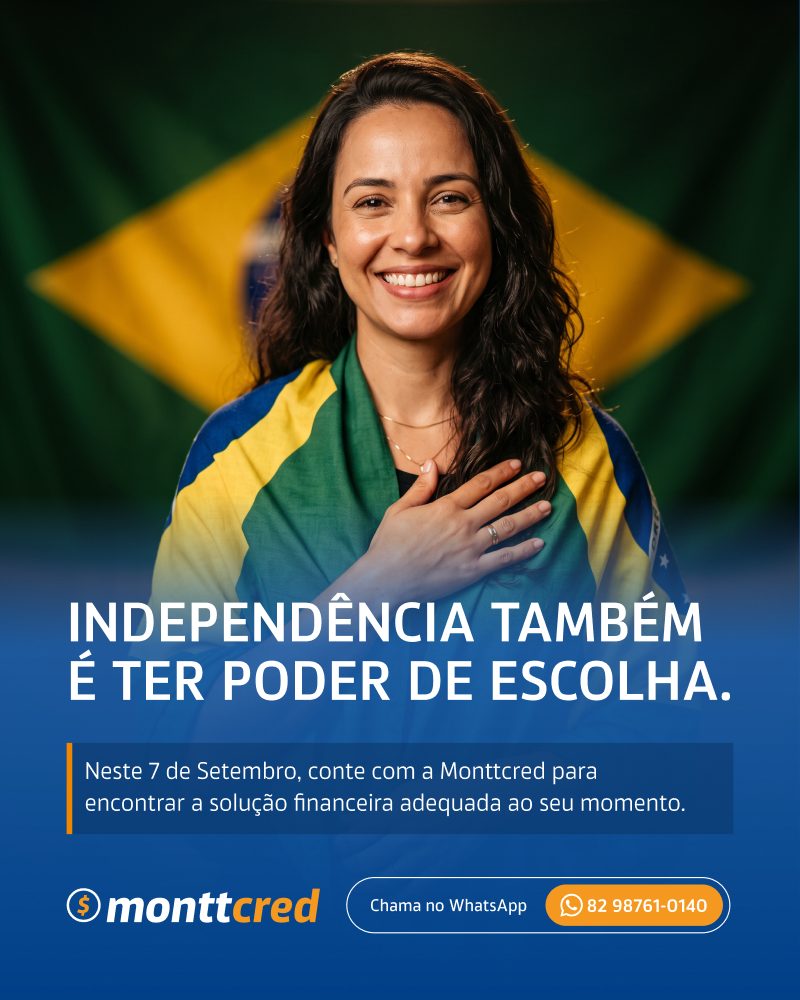 INDEPENDÊNCIA TAMBÉM
É TER PODER DE ESCOLHA.
Neste 7 de Setembro, conte com a Monttcred para
encontrar a solução financeira adequada ao seu momento.
$ monttcred
Chama no WhatsApp
82 98761-0140